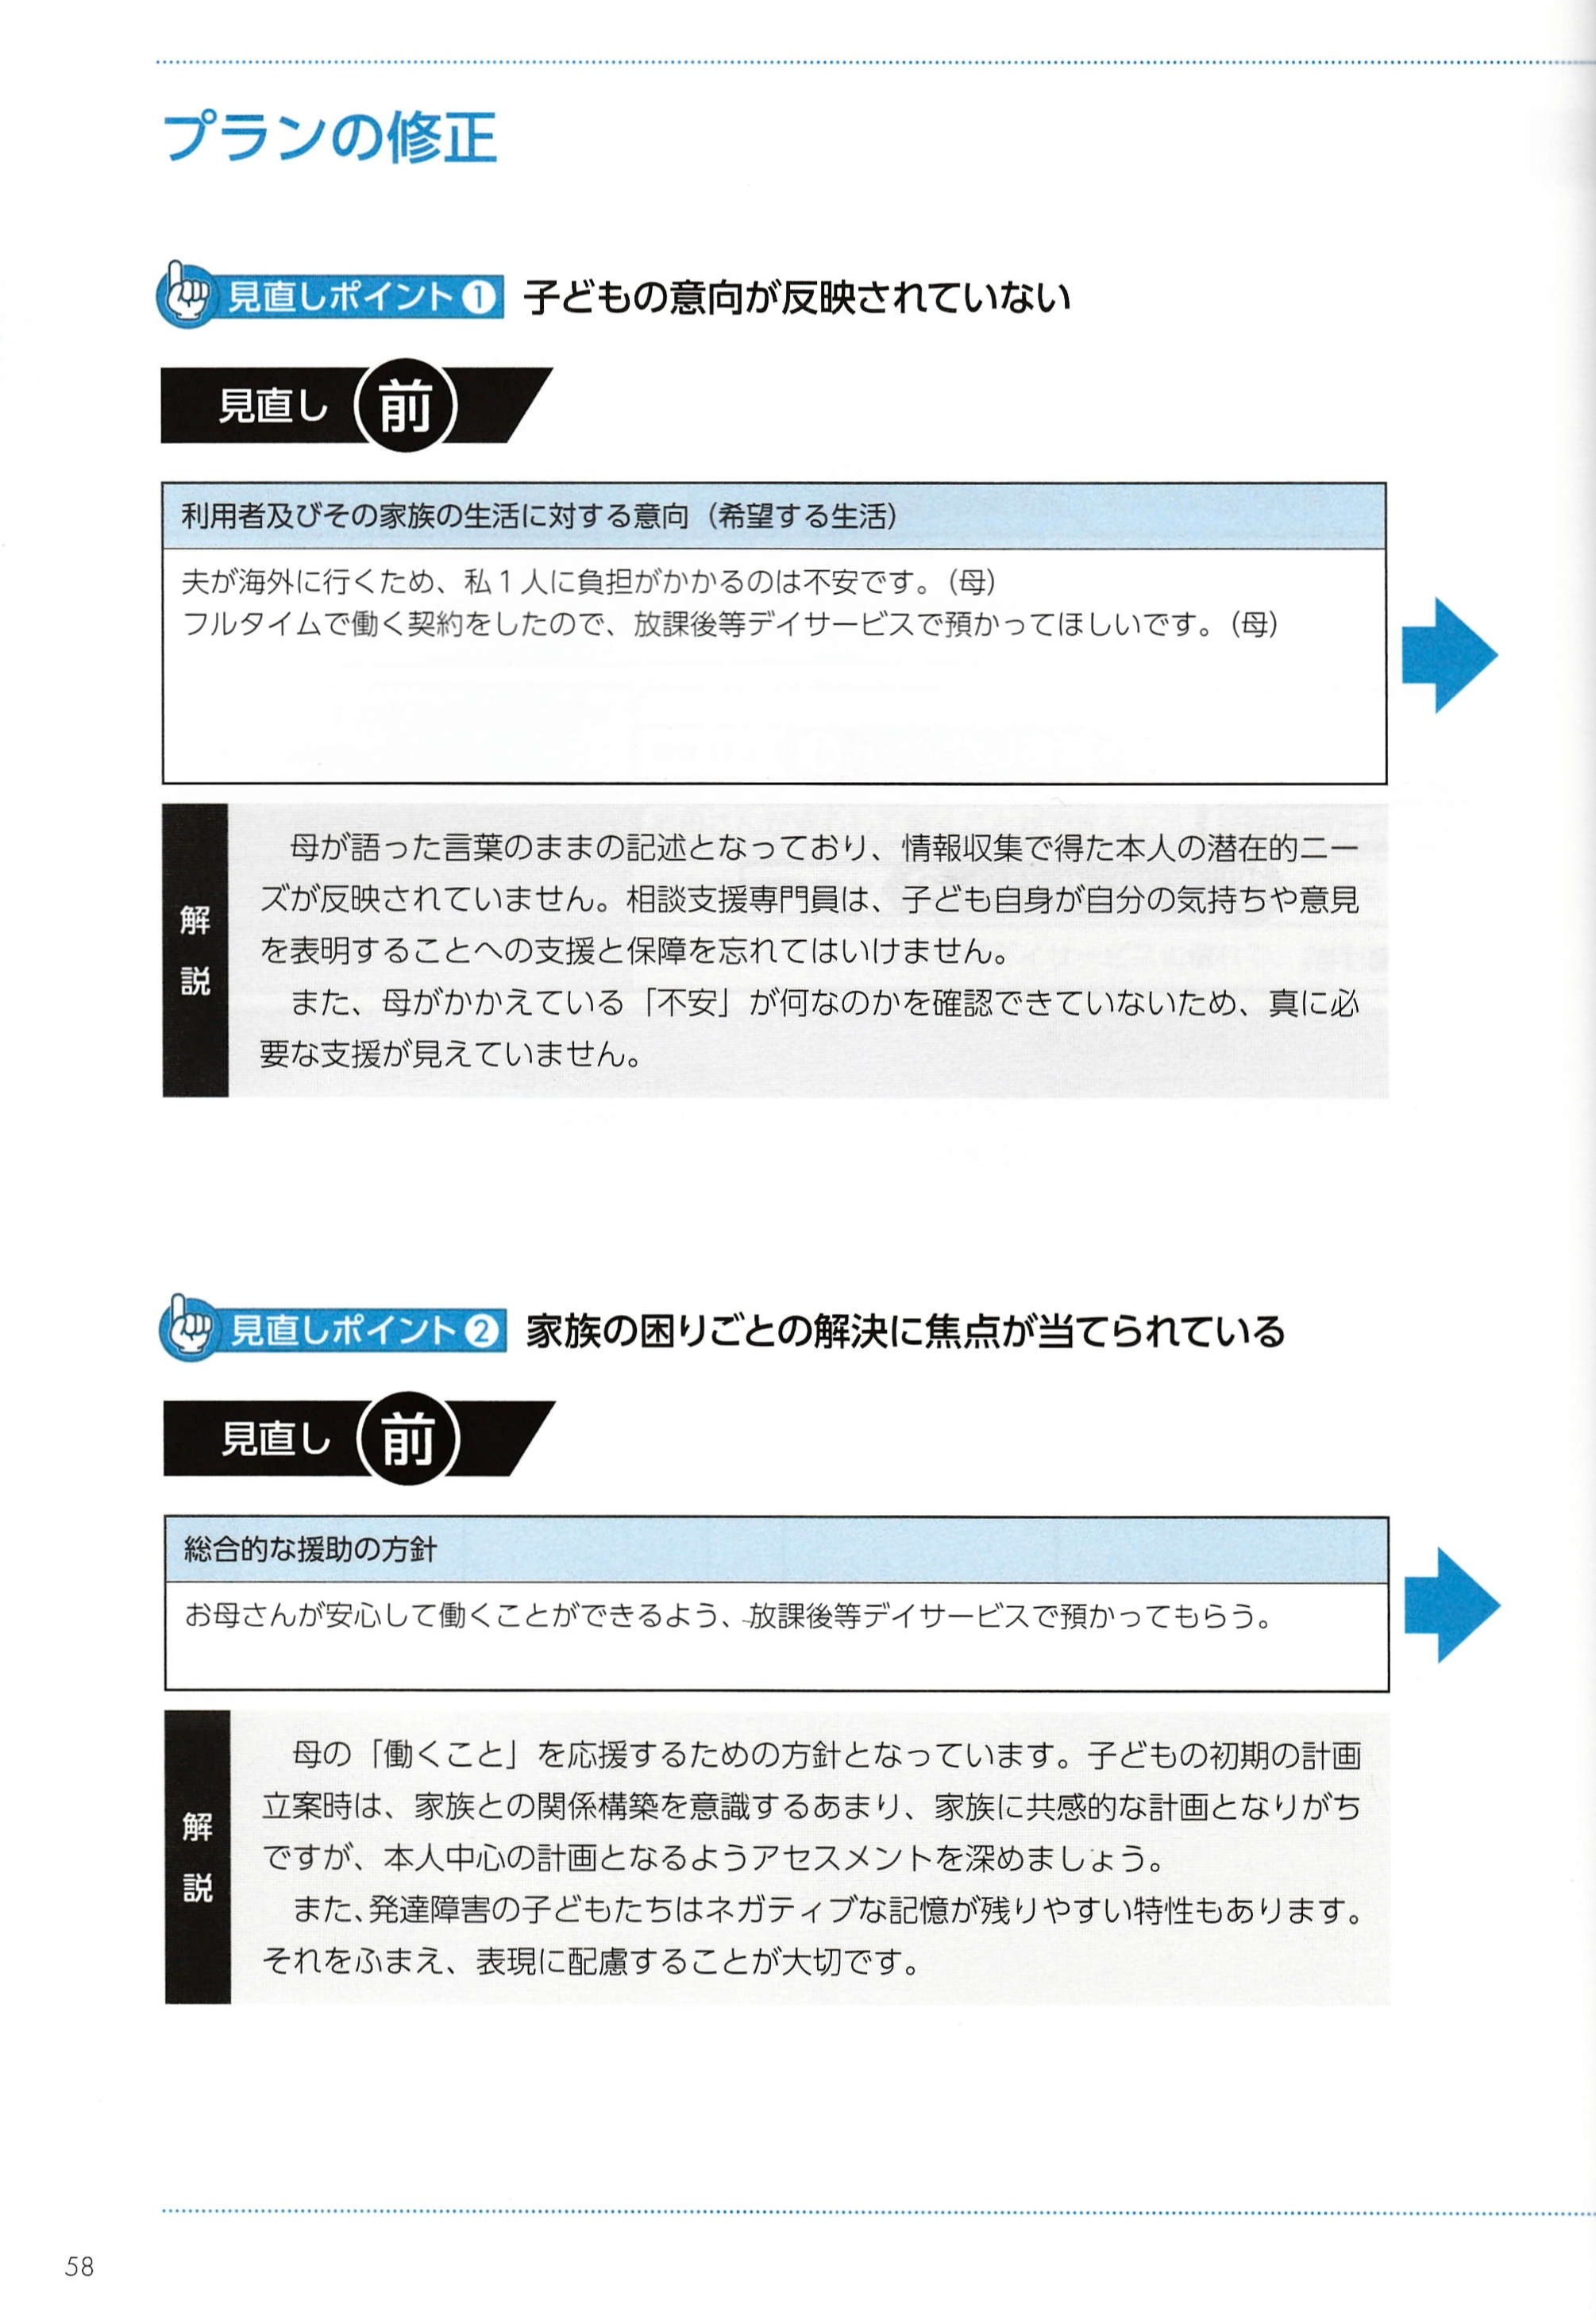 プランの修正
見直しポイント❶ 子どもの意向が反映されていない
見直し 前
利用者及びその家族の生活に対する意向（希望する生活）
夫が海外に行くため、私１人に負担がかかるのは不安です。（母）
フルタイムで働く契約をしたので、放課後等デイサービスで預かってほしいです。（母）
解説
母が語った言葉のままの記述となっており、情報収集で得た本人の潜在的ニー
ズが反映されていません。相談支援専門員は、子ども自身が自分の気持ちや意見
を表明することへの支援と保障を忘れてはいけません。
また、母がかかえている「不安」が何なのかを確認できていないため、真に必
要な支援が見えていません。
見直しポイント❷ 家族の困りごとの解決に焦点が当てられている
見直し 前
総合的な援助の方針
お母さんが安心して働くことができるよう、放課後等デイサービスで預かってもらう。
解説
母の「働くこと」を応援するための方針となっています。子どもの初期の計画
立案時は、家族との関係構築を意識するあまり、家族に共感的な計画となりがち
ですが、本人中心の計画となるようアセスメントを深めましょう。
また、発達障害の子どもたちはネガティブな記憶が残りやすい特性もあります。
それをふまえ、表現に配慮することが大切です。
58